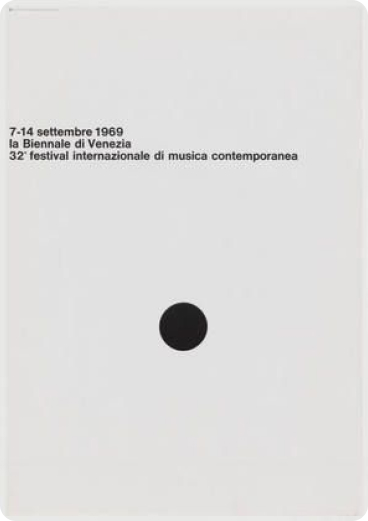 7-14 settembre 1969
la Biennale di Venezia
32° festival internazionale di musica contemporanea